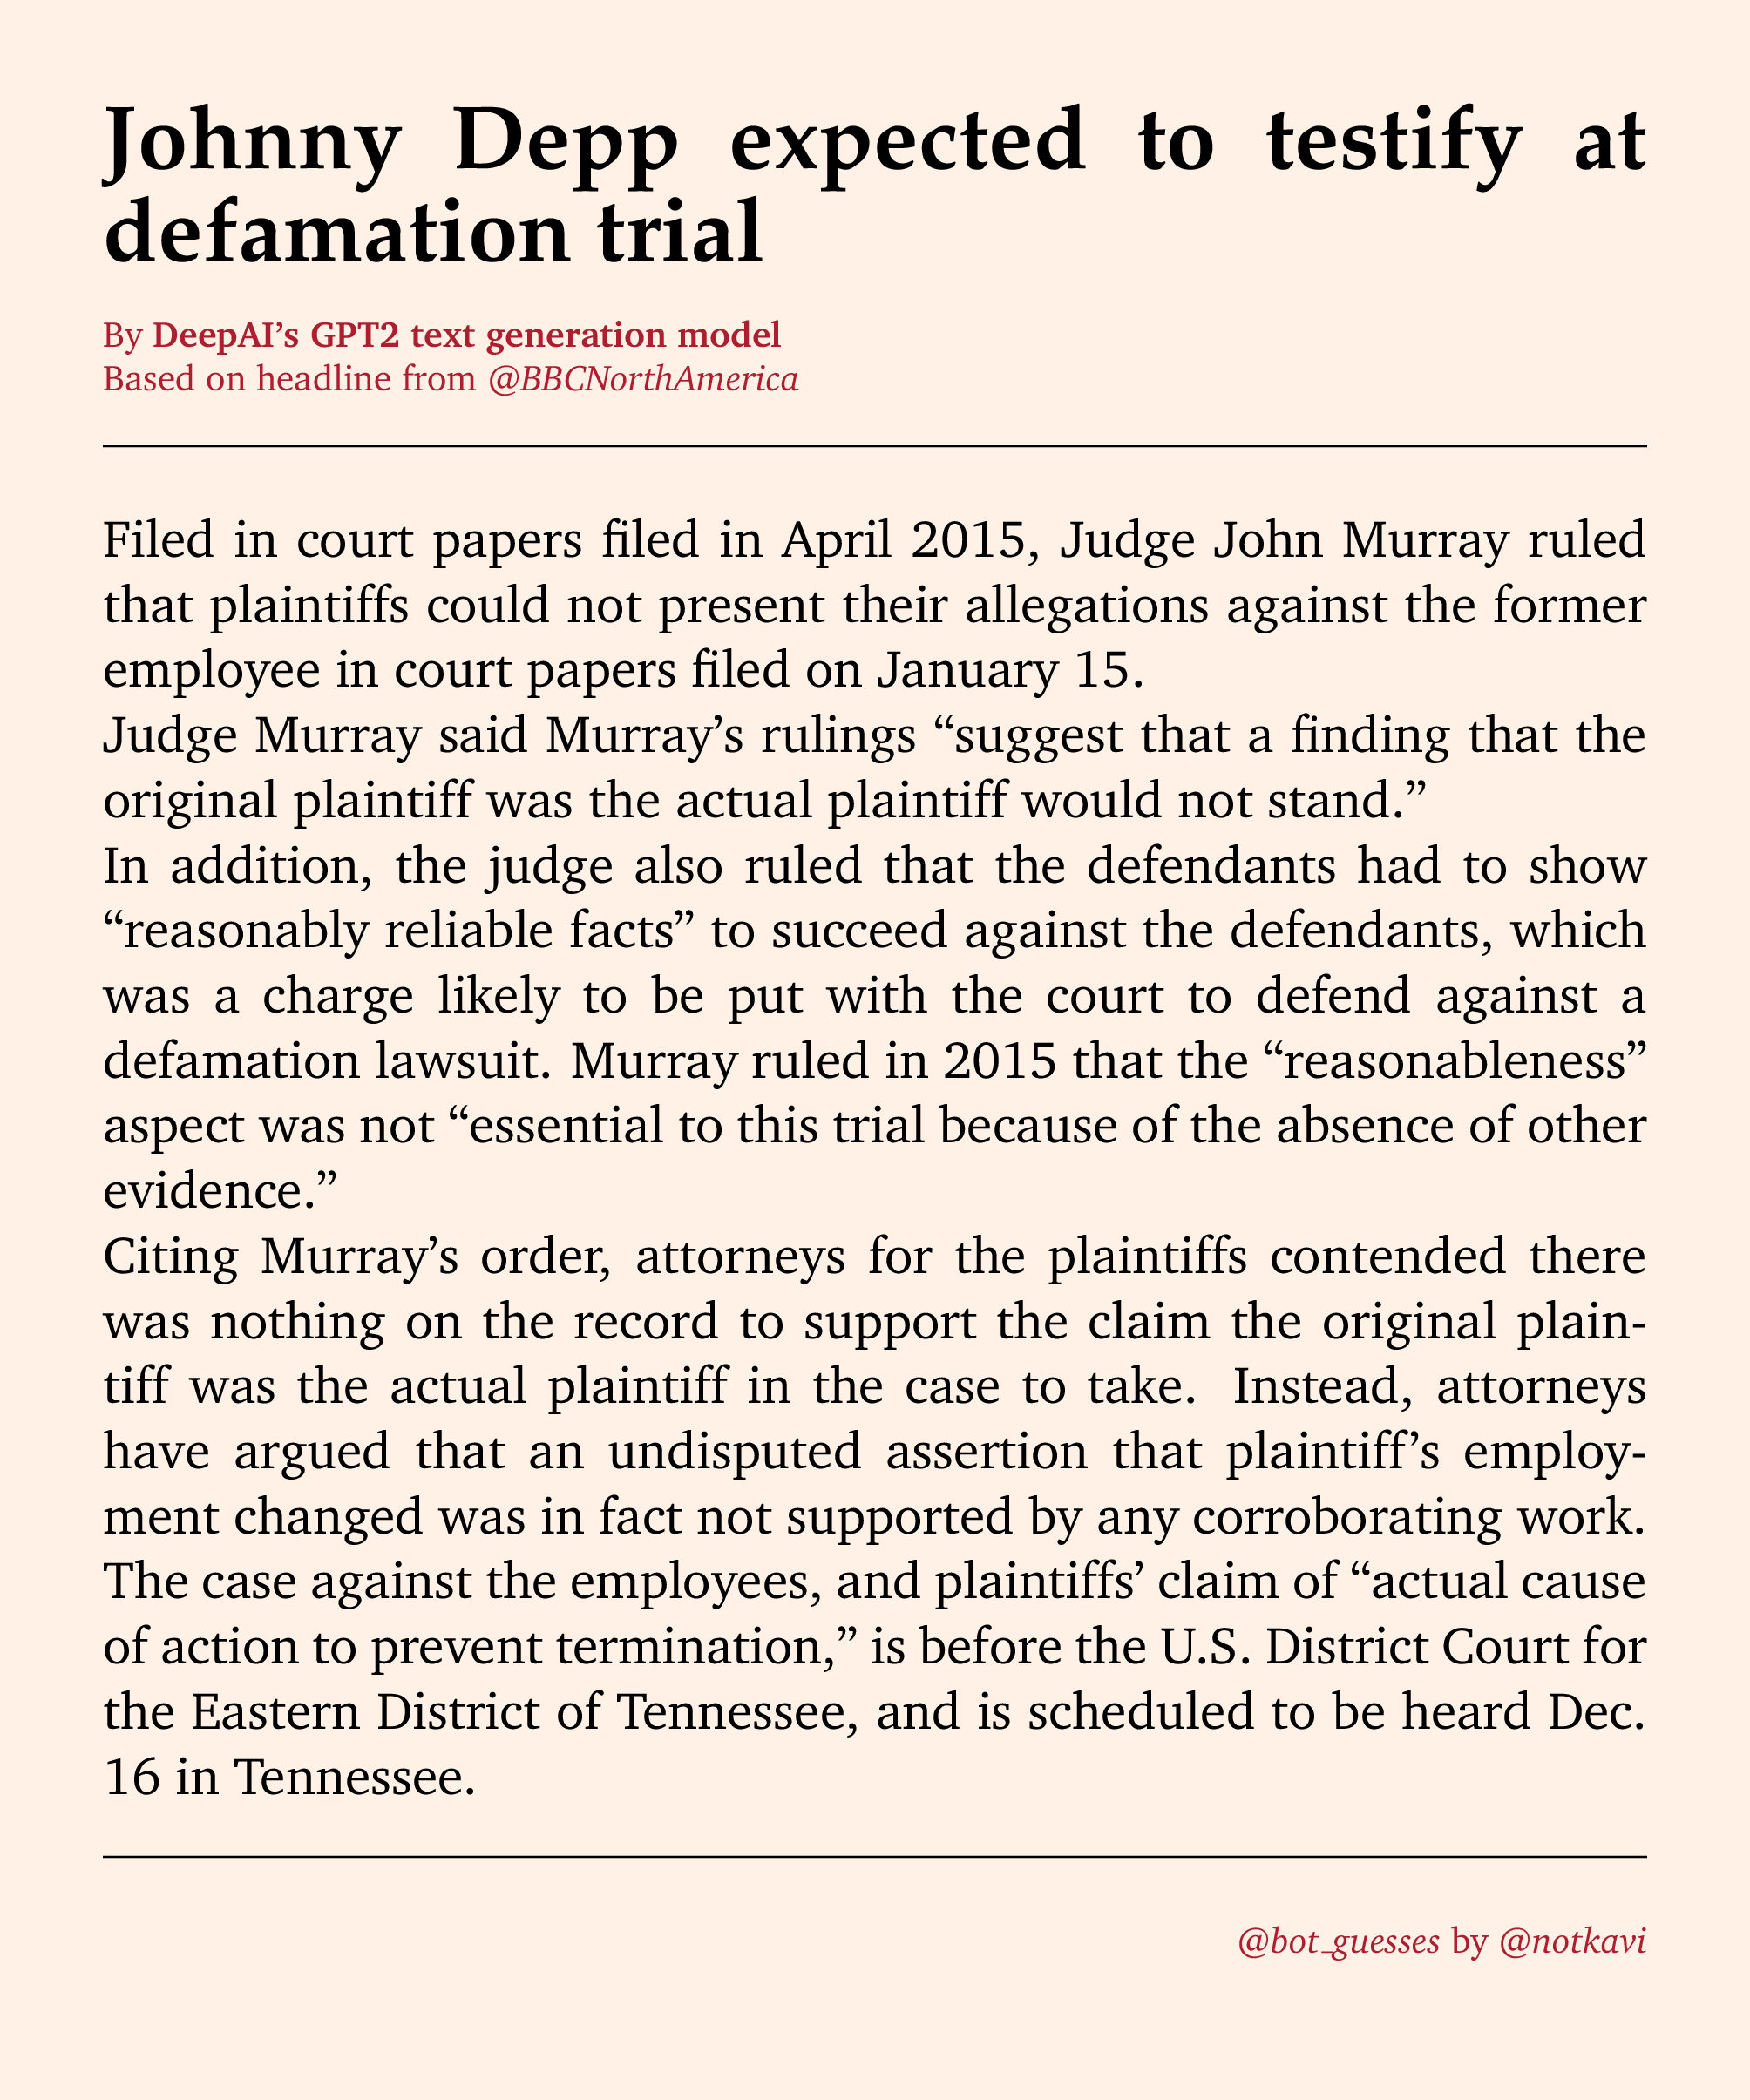 Johnny Depp expected to testify at
defamation trial
By DeepAI’s GPT2 text generation model
Based on headline from @BBCNorthAmerica
Filed in court papers filed in April 2015, Judge John Murray ruled
that plaintiffs could not present their allegations against the former
employee in court papers filed on January 15.
Judge Murray said Murray’s rulings “suggest that a finding that the
original plaintiff was the actual plaintiff would not stand.”
In addition, the judge also ruled that the defendants had to show
“reasonably reliable facts” to succeed against the defendants, which
was a charge likely to be put with the court to defend against a
defamation lawsuit. Murray ruled in 2015 that the “reasonableness”
aspect was not “essential to this trial because of the absence of other
evidence.”
Citing Murray’s order, attorneys for the plaintiffs contended there
was nothing on the record to support the claim the original plain-
tiff was the actual plaintiff in the case to take. Instead, attorneys
have argued that an undisputed assertion that plaintiff’s employ-
ment changed was in fact not supported by any corroborating work.
The case against the employees, and plaintiffs’ claim of “actual cause
of action to prevent termination,” is before the U.S. District Court for
the Eastern District of Tennessee, and is scheduled to be heard Dec.
16 in Tennessee.
@bot_guesses by @notkavi